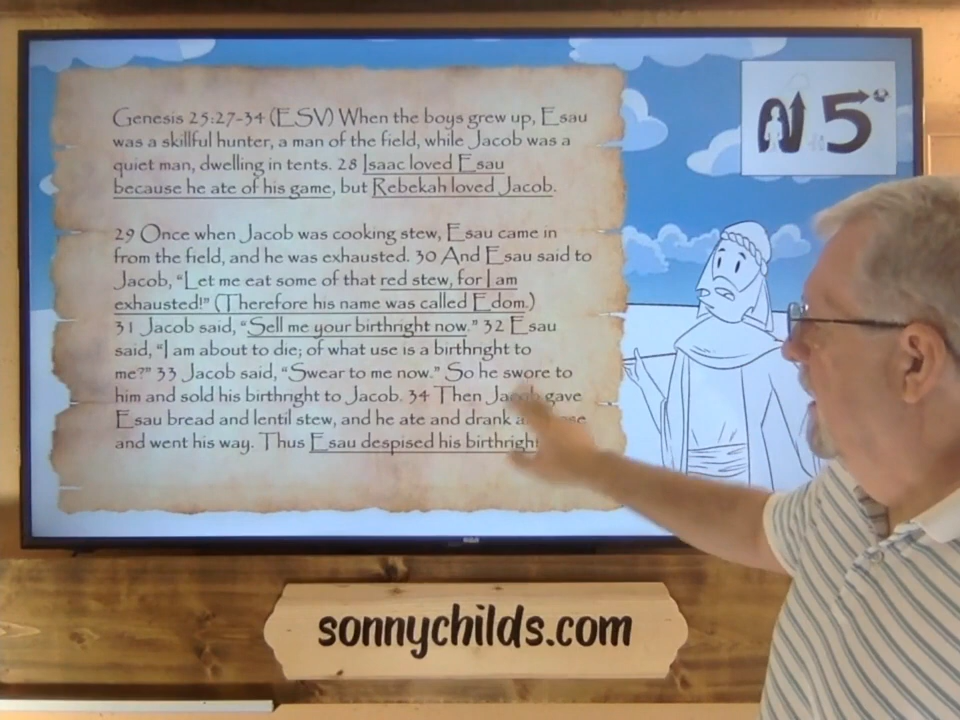 Genesis 25:27-34 (ESV) When the boys grew up, Esau
was a skillful hunter, a man of the field, while Jacob was a
quiet man, dwelling in tents. 28 Isaac loved Esau
because he ate of his game, but Rebekah loved Jacob.
29 Once when Jacob was cooking stew, Esau came in
from the field, and he was exhausted. 30 And Esau said to
Jacob, “Let me eat some of that red stew, for I am
exhausted!” (Therefore his name was called Edom.)
31 Jacob said, “Sell me your birthright now.” 32 Esau
said, “I am about to die; of what use is a birthright to
me?” 33 Jacob said, “Swear to me now.” So he swore to
him and sold his birthright to Jacob. 34 Then Jacob gave
Esau bread and lentil stew, and he ate and drank
and went his way. Thus Esau despised his birthright
5
RCA
sonnychilds.com